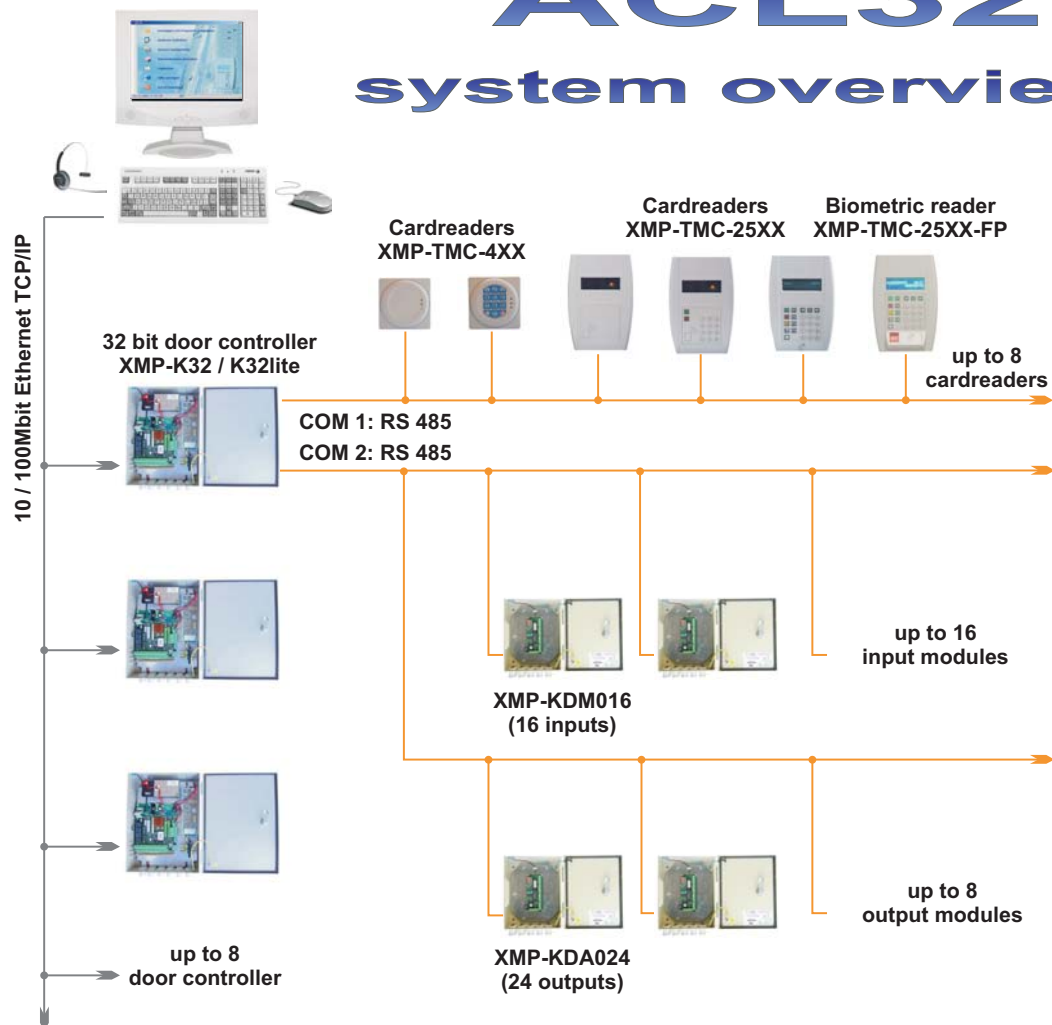 ACL32
system overvie
Cardreaders
XMP-TMC-4XX
Cardreaders
XMP-TMC-25XX
Biometric reader
XMP-TMC-25XX-FP
10 / 100Mbit Ethernet TCP/IP
32 bit door controller
XMP-K32 / K32lite
up to 8
cardreaders
COM 1: RS 485
COM 2: RS 485
up to 16
input modules
XMP-KDM016
(16 inputs)
up to 8
output modules
XMP-KDA024
(24 outputs)
up to 8
door controller